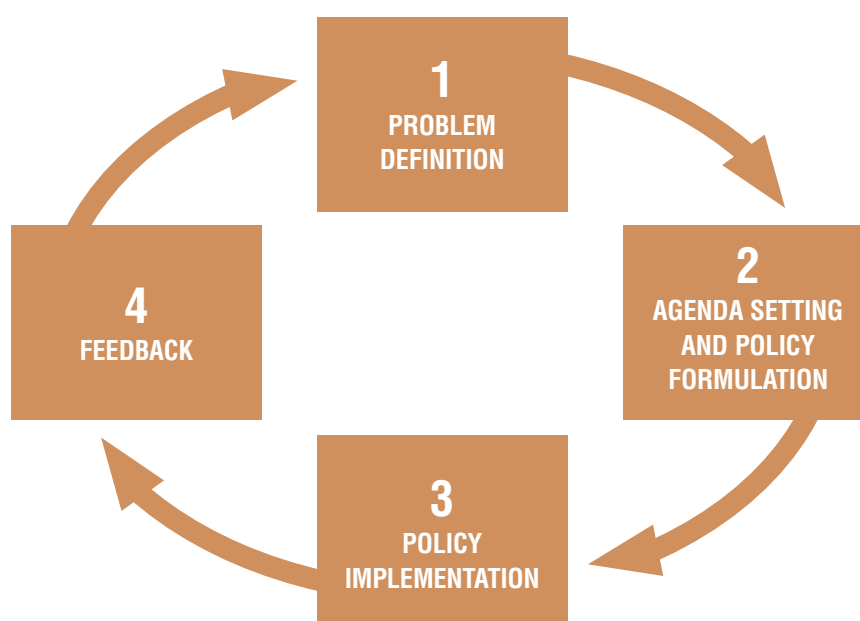 1
PROBLEM
DEFINITION
2
AGENDA SETTING
AND POLICY
FORMULATION
3
POLICY
IMPLEMENTATION
4
FEEDBACK